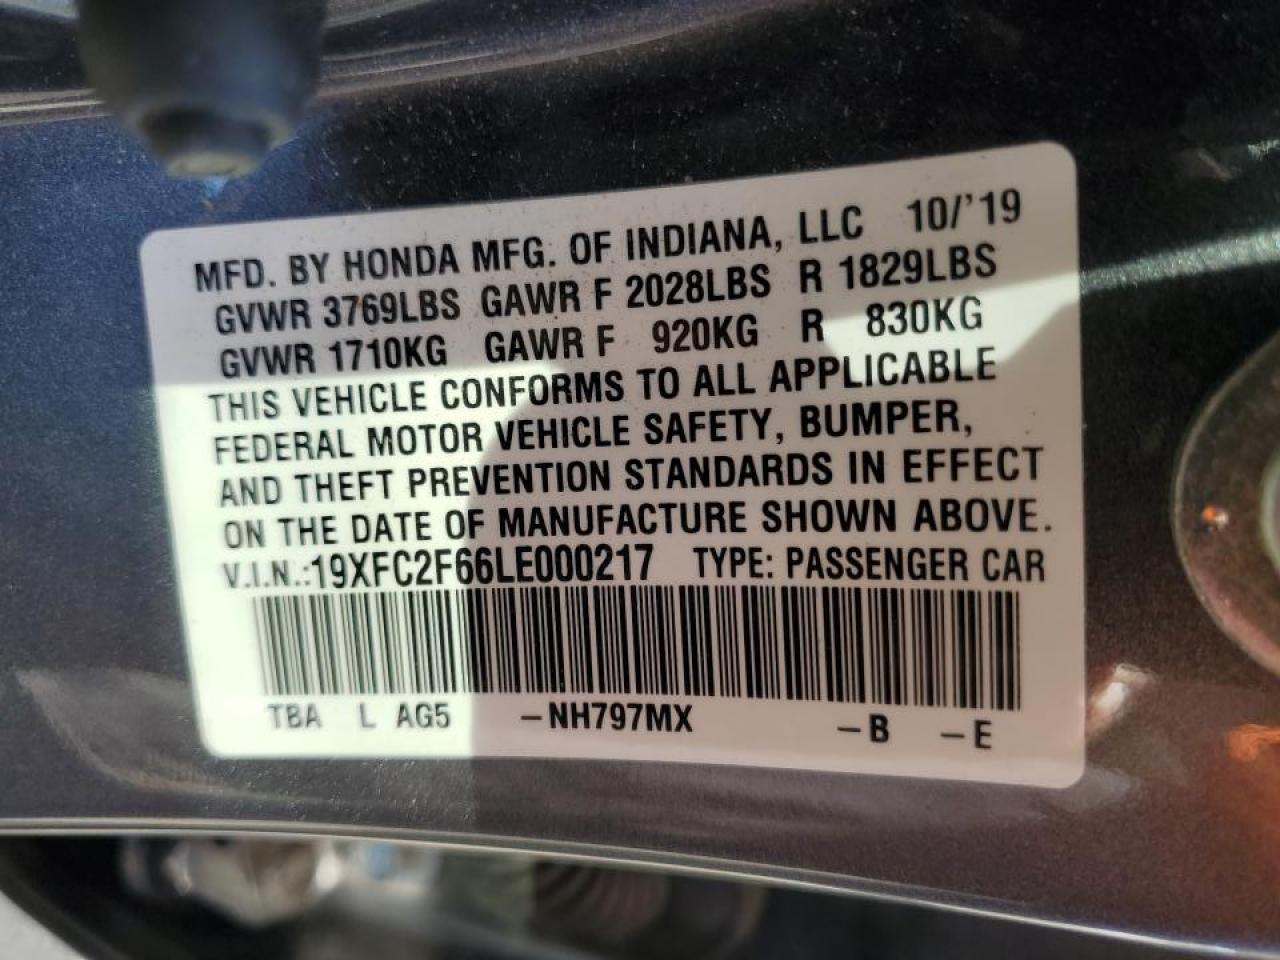 MFD. BY HONDA MFG. OF INDIANA, LLC 10/'19
GVWR 3769LBS GAWR F 2028LBS R 1829LBS
GVWR 1710KG GAWR F 920KG R 830KG
THIS VEHICLE CONFORMS TO ALL APPLICABLE
FEDERAL MOTOR VEHICLE SAFETY, BUMPER,
AND THEFT PREVENTION STANDARDS IN EFFECT
ON THE DATE OF MANUFACTURE SHOWN ABOVE.
V.I.N.:19XFC2F66LE000217 TYPE: PASSENGER CAR
TBA L AG5 –NH797MX –B –E